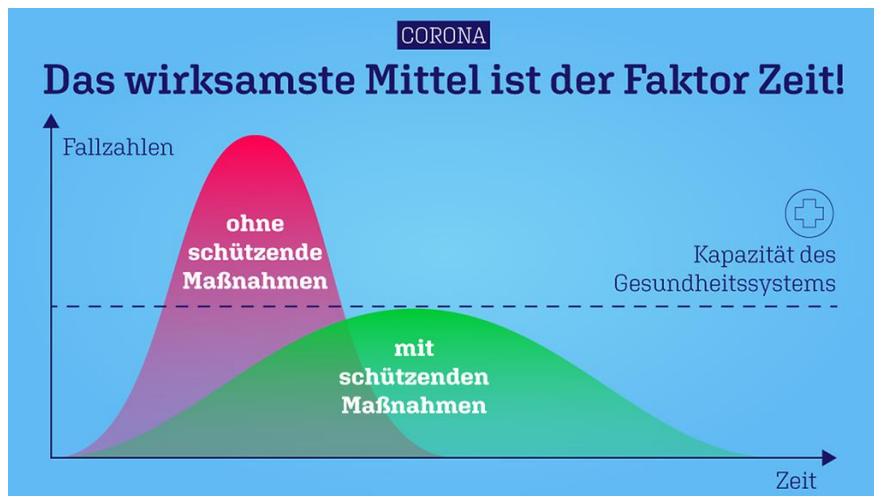 CORONA
Das wirksamste Mittel ist der Faktor Zeit!
Fallzahlen
ohne
schützende
Maßnahmen
Kapazität des
Gesundheitssystems
mit
schützenden
Maßnahmen
Zeit